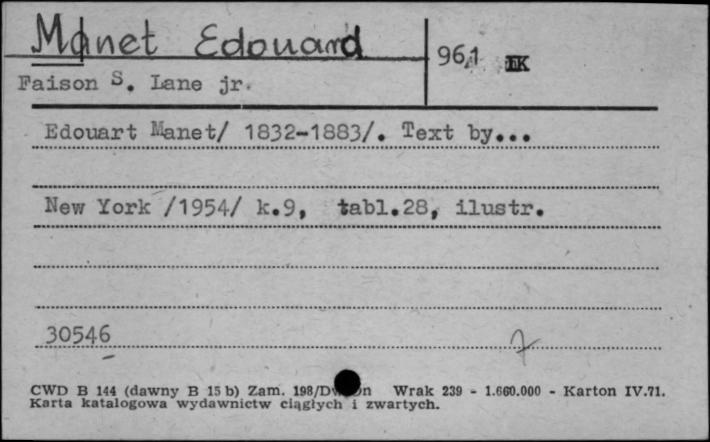 Manet Edouard
961 IK
Faison S. Lane jr.
Edouart Manet/ 1832-1883/. Text by...
New York /1954/ k.9, tabl.28, ilustr.
30546
CWD B 144 (dawny B 15 b) Zam. 198/D Wrak 239 - 1.660.000 - Karton IV.71.
Karta katalogowa wydawnictw ciągłych i zwartych.